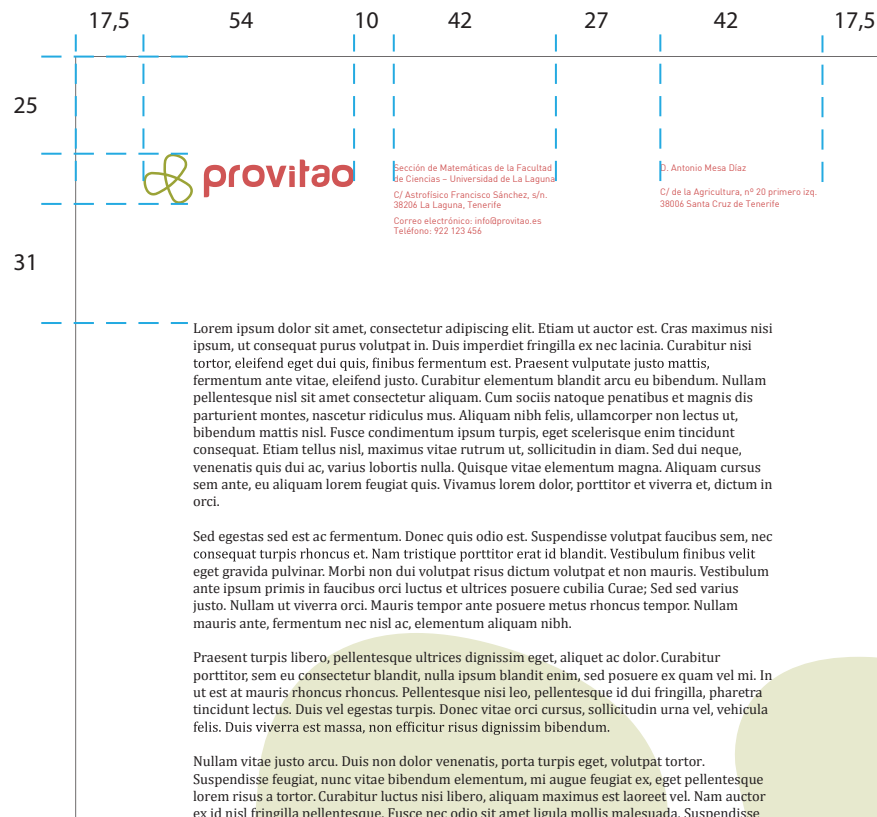 17,5 54 10 42 27 42 17,5
25
provitao
Sección de Matemáticas de la Facultad
de Ciencias – Universidad de La Laguna
C/ Astrofísico Francisco Sánchez, s/n.
38206 La Laguna, Tenerife
Correo electrónico: info@provitao.es
Teléfono: 922 123 456
D. Antonio Mesa Díaz
C/ de la Agricultura, nº 20 primero izq.
38006 Santa Cruz de Tenerife
31
Lorem ipsum dolor sit amet, consectetur adipiscing elit. Etiam ut auctor est. Cras maximus nisi
ipsum, ut consequat purus volutpat in. Duis imperdiet fringilla ex nec lacinia. Curabitur nisi
tortor, eleifend eget dui quis, finibus fermentum est. Praesent vulputate justo mattis,
fermentum ante vitae, eleifend justo. Curabitur elementum blandit arcu eu bibendum. Nullam
pellentesque nisl sit amet consectetur aliquam. Cum sociis natoque penatibus et magnis dis
parturient montes, nascetur ridiculus mus. Aliquam nibh felis, ullamcorper non lectus ut,
bibendum mattis nisl. Fusce condimentum ipsum turpis, eget scelerisque enim tincidunt
consequat. Etiam tellus nisl, maximus vitae rutrum ut, sollicitudin in diam. Sed dui neque,
venenatis quis dui ac, varius lobortis nulla. Quisque vitae elementum magna. Aliquam cursus
sem ante, eu aliquam lorem feugiat quis. Vivamus lorem dolor, porttitor et viverra et, dictum in
orci.
Sed egestas sed est ac fermentum. Donec quis odio est. Suspendisse volutpat faucibus sem, nec
consequat turpis rhoncus et. Nam tristique porttitor erat id blandit. Vestibulum finibus velit
eget gravida pulvinar. Morbi non dui volutpat risus dictum volutpat et non mauris. Vestibulum
ante ipsum primis in faucibus orci luctus et ultrices posuere cubilia Curae; Sed sed varius
justo. Nullam ut viverra orci. Mauris tempor ante posuere metus rhoncus tempor. Nullam
mauris ante, fermentum nec nisl ac, elementum aliquam nibh.
Praesent turpis libero, pellentesque ultrices dignissim eget, aliquet ac dolor. Curabitur
porttitor, sem eu consectetur blandit, nulla ipsum blandit enim, sed posuere ex quam vel mi. In
ut est at mauris rhoncus rhoncus. Pellentesque nisi leo, pellentesque id dui fringilla, pharetra
tincidunt lectus. Duis vel egestas turpis. Donec vitae orci cursus, sollicitudin urna vel, vehicula
felis. Duis viverra est massa, non efficitur risus dignissim bibendum.
Nullam vitae justo arcu. Duis non dolor venenatis, porta turpis eget, volutpat tortor.
Suspendisse feugiat, nunc vitae bibendum elementum, mi augue feugiat ex, eget pellentesque
lorem risus a tortor. Curabitur luctus nisi libero, aliquam maximus est laoreet vel. Nam auctor
ex id nisl fringilla pellentesque. Fusce nec odio sit amet ligula mollis malesuada. Suspendisse